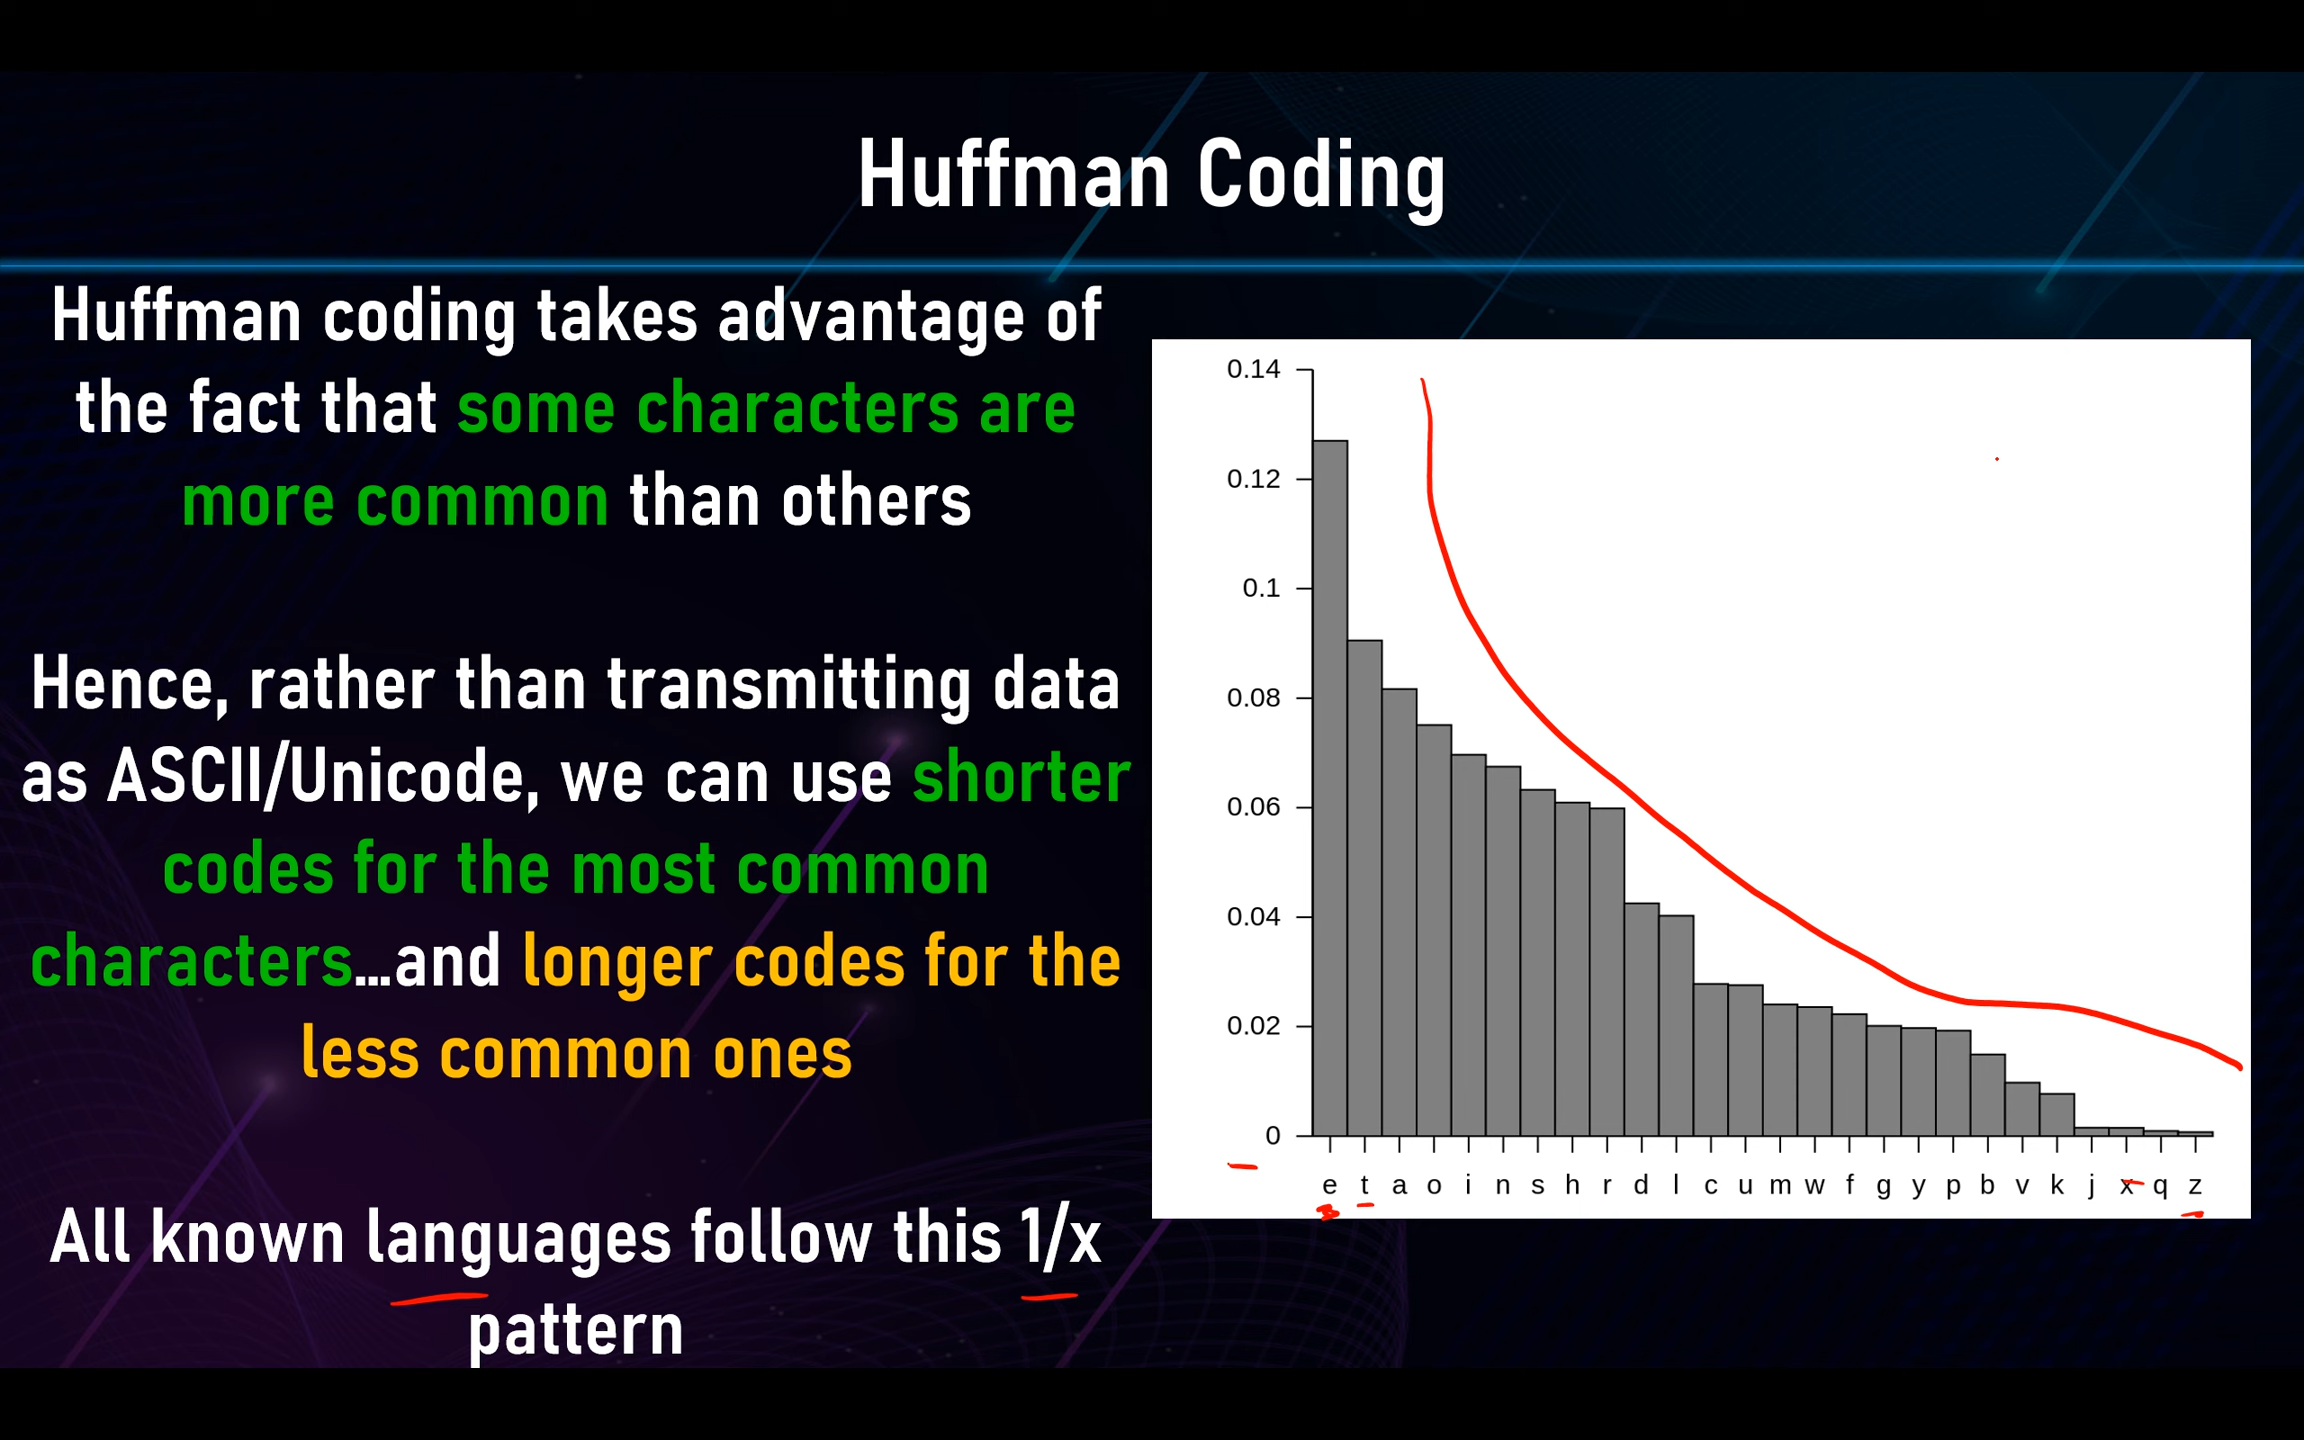 Huffman Coding
Huffman coding takes advantage of
the fact that some characters are
more common than others
Hence, rather than transmitting data
as ASCII/Unicode, we can use shorter
codes for the most common
characters...and longer codes for the
less common ones
All known languages follow this 1/x
pattern
0.14
0.12
0.1
0.08
0.06
0.04
0.02
0
e t a o i n s h r d l c u m w f g y p b v k j x q z